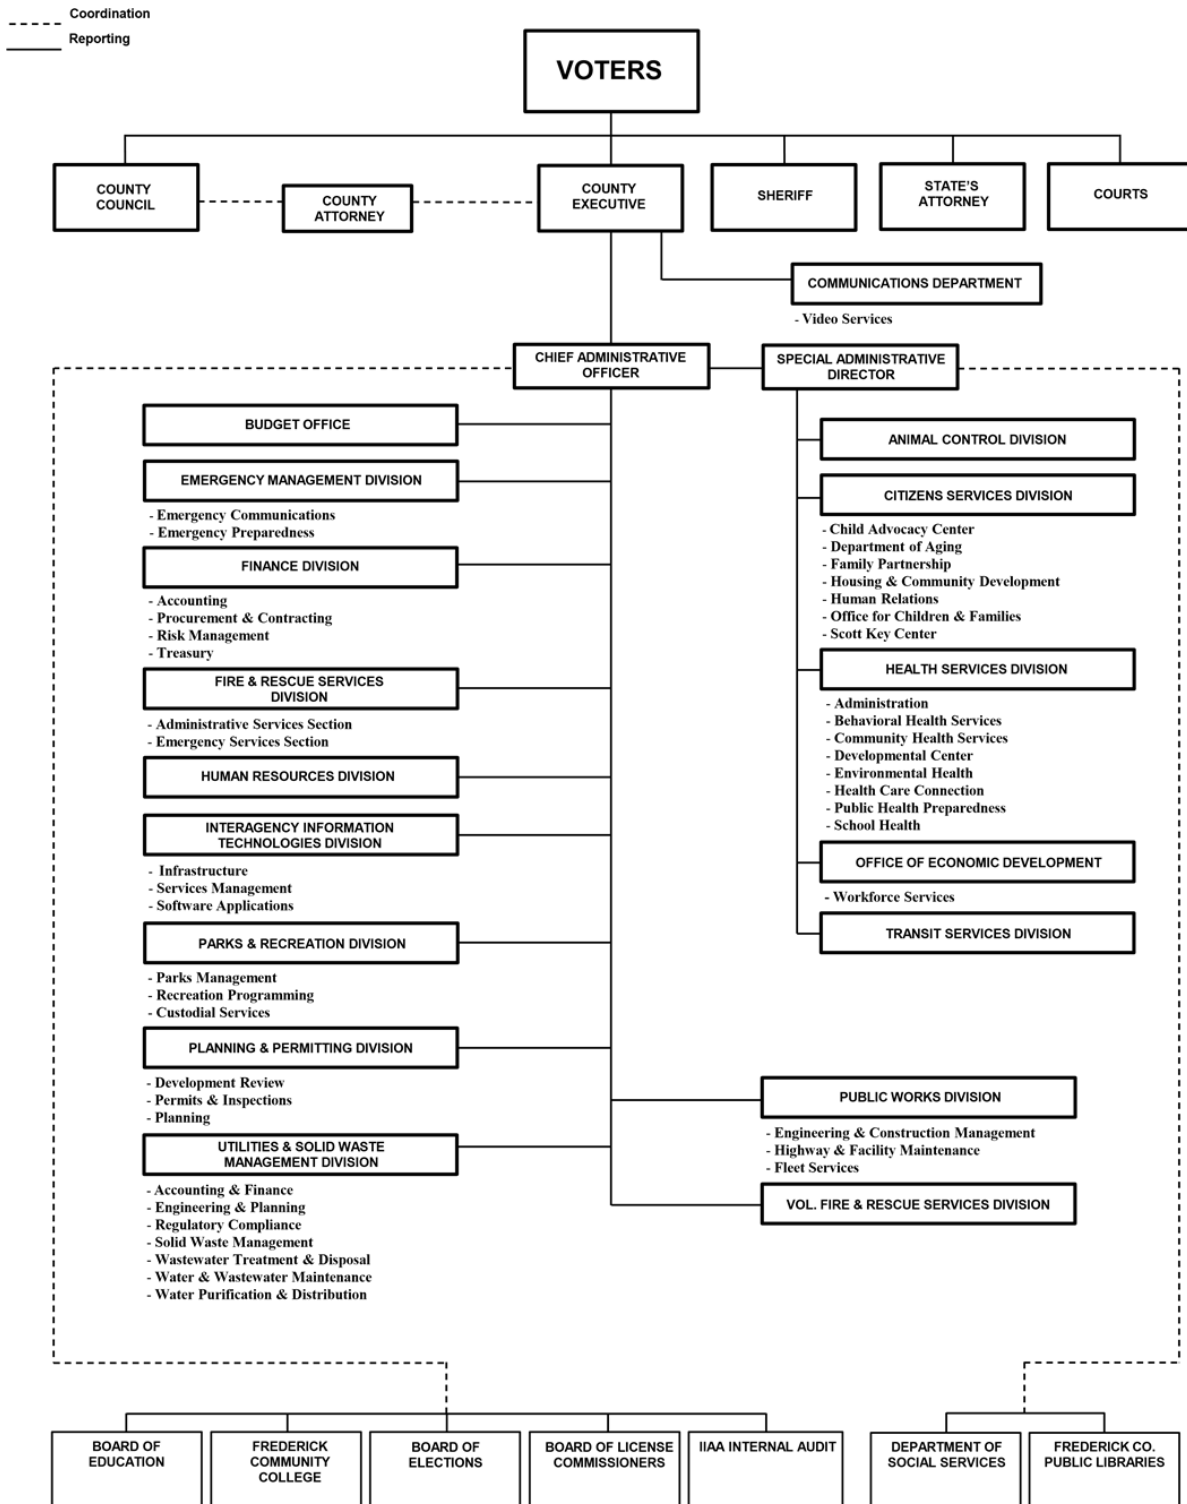 Coordination
Reporting
VOTERS
COUNTY
COUNCIL
COUNTY
ATTORNEY
COUNTY
EXECUTIVE
SHERIFF
STATE'S
ATTORNEY
COURTS
COMMUNICATIONS DEPARTMENT
- Video Services
CHIEF ADMINISTRATIVE
OFFICER
SPECIAL ADMINISTRATIVE
DIRECTOR
BUDGET OFFICE
EMERGENCY MANAGEMENT DIVISION
- Emergency Communications
- Emergency Preparedness
FINANCE DIVISION
- Accounting
- Procurement & Contracting
- Risk Management
- Treasury
FIRE & RESCUE SERVICES
DIVISION
- Administrative Services Section
- Emergency Services Section
HUMAN RESOURCES DIVISION
INTERAGENCY INFORMATION
TECHNOLOGIES DIVISION
- Infrastructure
- Services Management
- Software Applications
PARKS & RECREATION DIVISION
- Parks Management
- Recreation Programming
- Custodial Services
PLANNING & PERMITTING DIVISION
- Development Review
- Permits & Inspections
- Planning
UTILITIES & SOLID WASTE
MANAGEMENT DIVISION
- Accounting & Finance
- Engineering & Planning
- Regulatory Compliance
- Solid Waste Management
- Wastewater Treatment & Disposal
- Water & Wastewater Maintenance
- Water Purification & Distribution
ANIMAL CONTROL DIVISION
CITIZENS SERVICES DIVISION
- Child Advocacy Center
- Department of Aging
- Family Partnership
- Housing & Community Development
- Human Relations
- Office for Children & Families
- Scott Key Center
HEALTH SERVICES DIVISION
- Administration
- Behavioral Health Services
- Community Health Services
- Developmental Center
- Environmental Health
- Health Care Connection
- Public Health Preparedness
- School Health
OFFICE OF ECONOMIC DEVELOPMENT
- Workforce Services
TRANSIT SERVICES DIVISION
PUBLIC WORKS DIVISION
- Engineering & Construction Management
- Highway & Facility Maintenance
- Fleet Services
VOL. FIRE & RESCUE SERVICES DIVISION
BOARD OF
EDUCATION
FREDERICK
COMMUNITY
COLLEGE
BOARD OF
ELECTIONS
BOARD OF LICENSE
COMMISSIONERS
IIAA INTERNAL AUDIT
DEPARTMENT OF
SOCIAL SERVICES
FREDERICK CO.
PUBLIC LIBRARIES